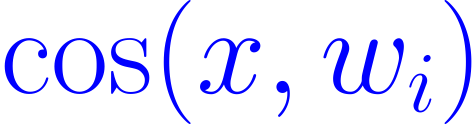 cos(x, w_i)